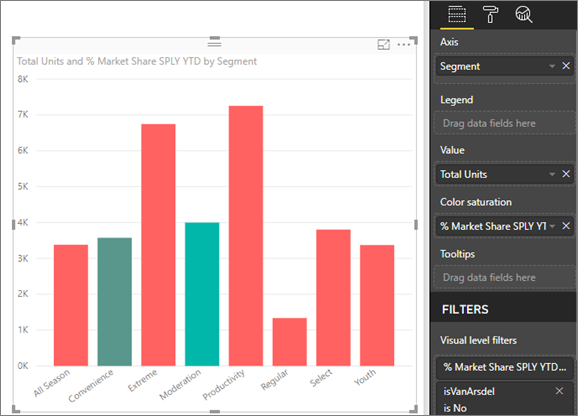 Total Units and % Market Share SPLY YTD by Segment
8K
7K
6K
5K
4K
3K
2K
1K
0K
All Season
Convenience
Extreme
Moderation
Productivity
Regular
Select
Youth
Axis
Segment
Legend
Drag data fields here
Value
Total Units
Color saturation
% Market Share SPLY YT
Tooltips
Drag data fields here
FILTERS
Visual level filters
% Market Share SPLY YTD...
isVanArsdel
is No